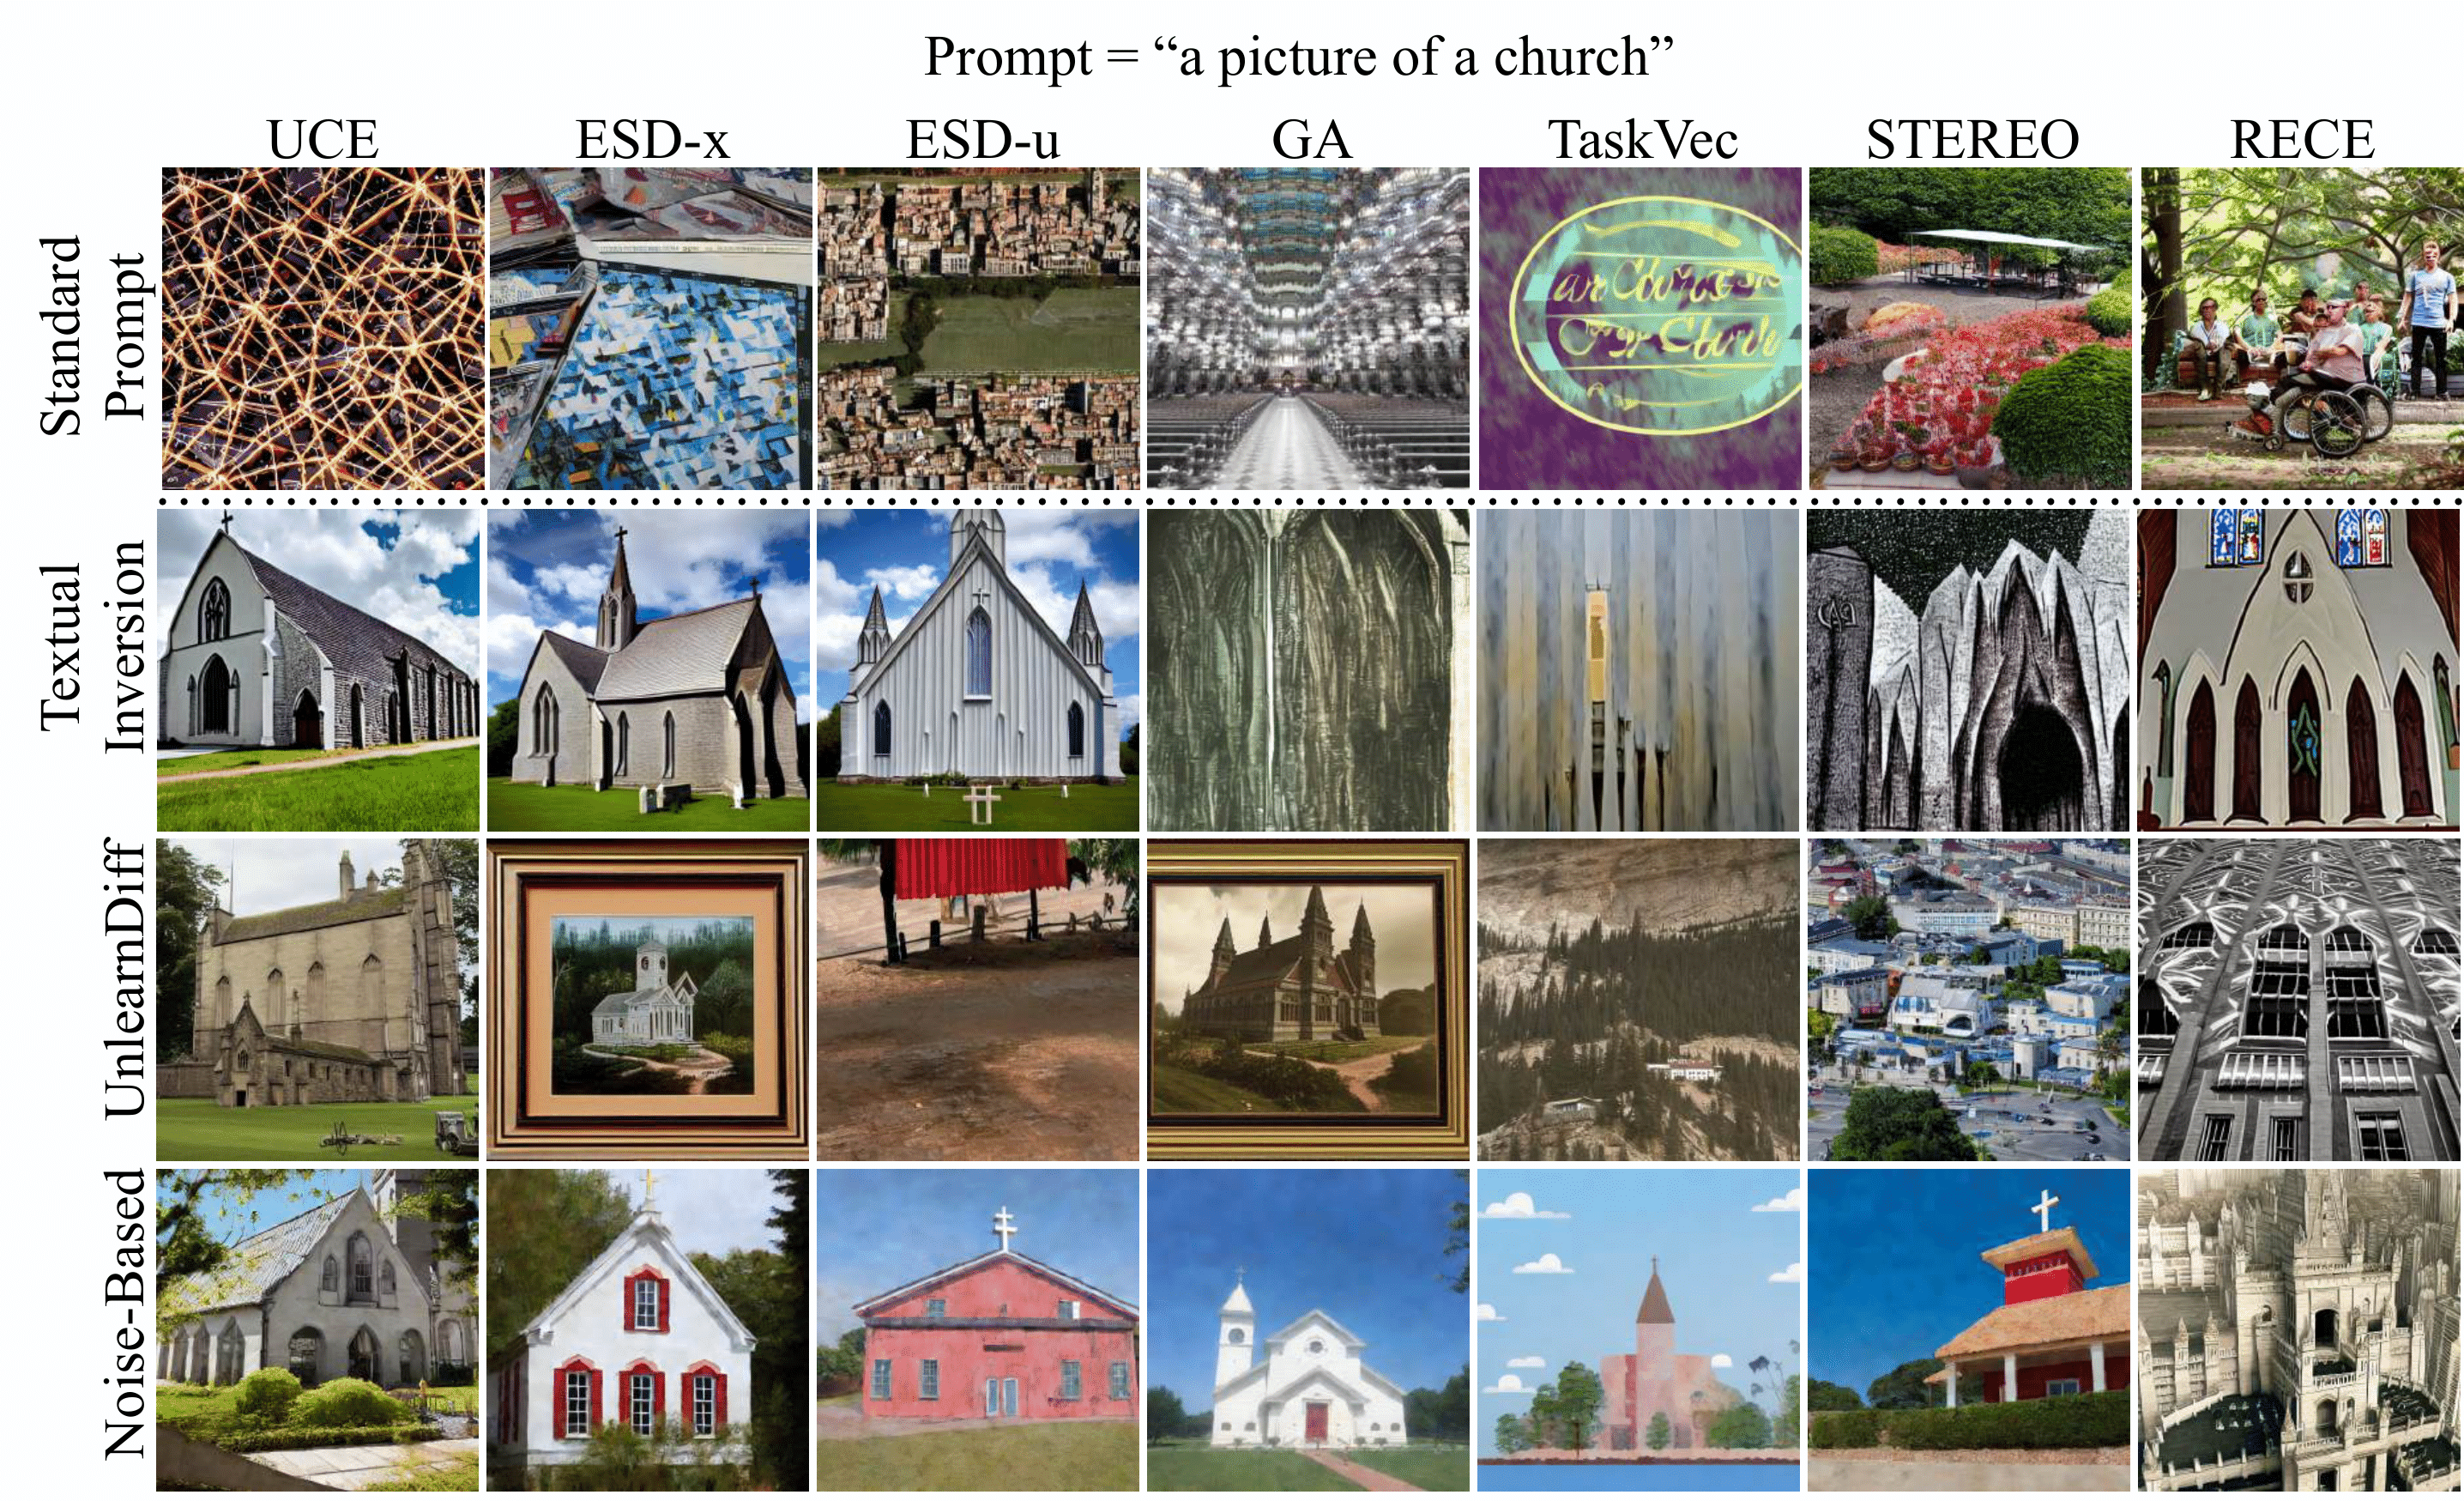 Prompt = “a picture of a church”
UCE ESD-x ESD-u GA TaskVec STEREO RECE
Standard
Prompt
Textual
Inversion
UnlearnDiff
Noise-Based